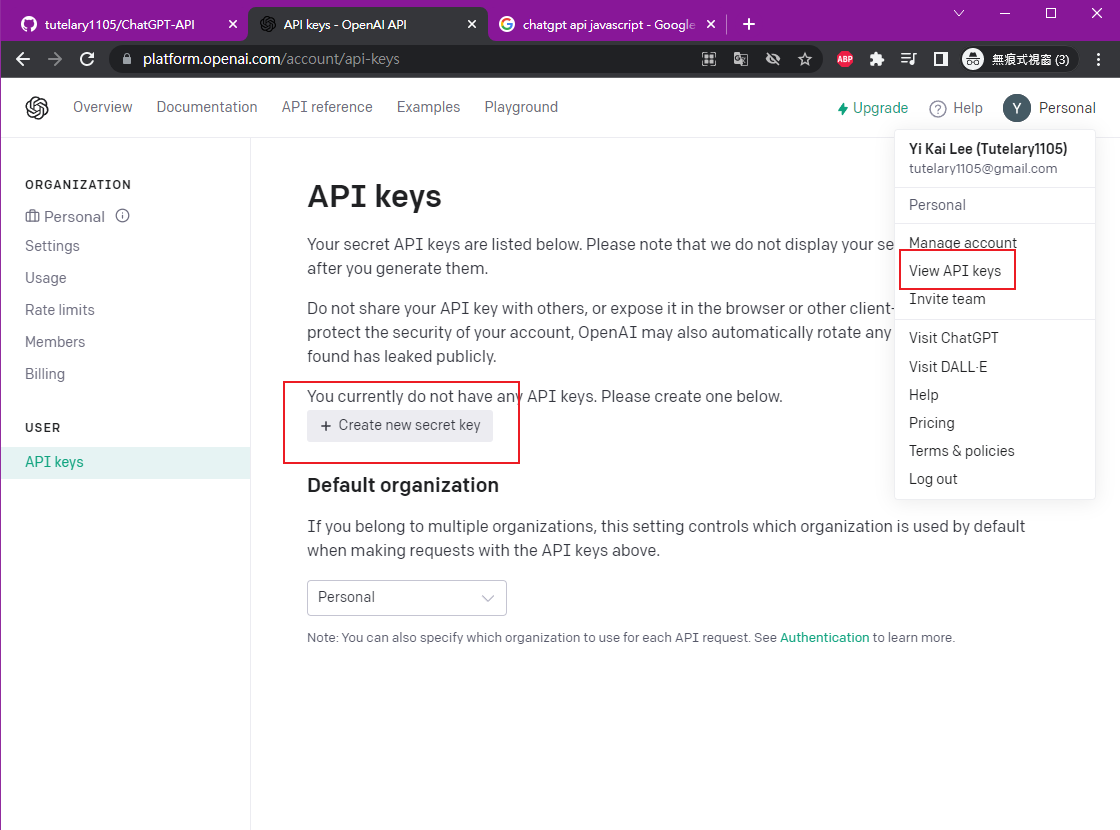 tutelary1105/ChatGPT-API
API keys - OpenAI API
chatgpt api javascript - Google
platform.openai.com/account/api-keys
ABP
無痕式視窗 (3)
Overview
Documentation
API reference
Examples
Playground
Upgrade
Help
Y
Personal
Yi Kai Lee (Tutelary1105)
tutelary1105@gmail.com
Personal
Manage account
View API keys
Invite team
Visit ChatGPT
Visit DALL·E
Help
Pricing
Terms & policies
Log out
ORGANIZATION
Personal
Settings
Usage
Rate limits
Members
Billing
USER
API keys
API keys
Your secret API keys are listed below. Please note that we do not display your se
after you generate them.
Do not share your API key with others, or expose it in the browser or other client-
protect the security of your account, OpenAI may also automatically rotate any
found has leaked publicly.
You currently do not have any API keys. Please create one below.
+ Create new secret key
Default organization
If you belong to multiple organizations, this setting controls which organization is used by default
when making requests with the API keys above.
Personal
Note: You can also specify which organization to use for each API request. See Authentication to learn more.